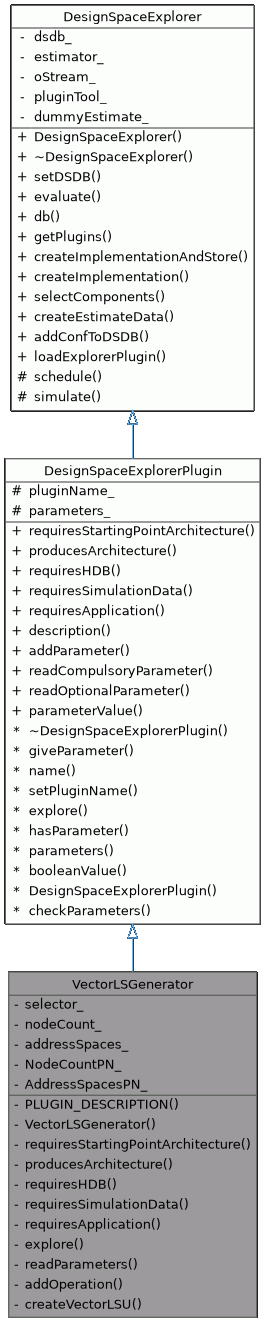 DesignSpaceExplorer
- dsdb_
- estimator_
- oStream_
- pluginTool_
- dummyEstimate_
+ DesignSpaceExplorer()
+ ~DesignSpaceExplorer()
+ setDSDB()
+ evaluate()
+ db()
+ getPlugins()
+ createImplementationAndStore()
+ createImplementation()
+ selectComponents()
+ createEstimateData()
+ addConfToDSDB()
+ loadExplorerPlugin()
# schedule()
# simulate()
DesignSpaceExplorerPlugin
# pluginName_
# parameters_
+ requiresStartingPointArchitecture()
+ producesArchitecture()
+ requiresHDB()
+ requiresSimulationData()
+ requiresApplication()
+ description()
+ addParameter()
+ readCompulsoryParameter()
+ readOptionalParameter()
+ parameterValue()
* ~DesignSpaceExplorerPlugin()
* giveParameter()
* name()
* setPluginName()
* explore()
* hasParameter()
* parameters()
* booleanValue()
* DesignSpaceExplorerPlugin()
* checkParameters()
VectorLSGenerator
- selector_
- nodeCount_
- addressSpaces_
- NodeCountPN_
- AddressSpacesPN_
- PLUGIN_DESCRIPTION()
- VectorLSGenerator()
- requiresStartingPointArchitecture()
- producesArchitecture()
- requiresHDB()
- requiresSimulationData()
- requiresApplication()
- explore()
- readParameters()
- addOperation()
- createVectorLSU()